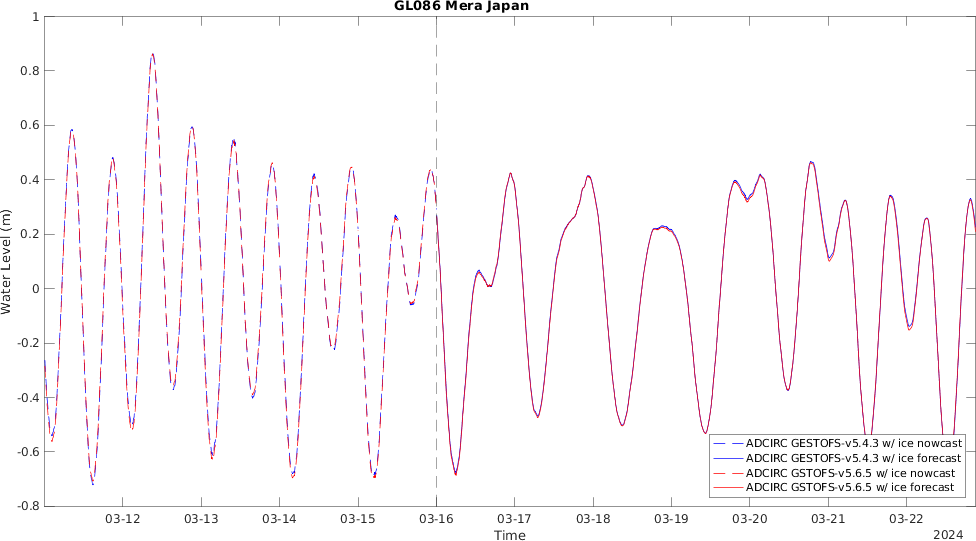 GL086 Mera Japan
Water Level (m)
1
0.8
0.6
0.4
0.2
0
-0.2
-0.4
-0.6
-0.8
ADCIRC GESTOFS-v5.4.3 w/ ice nowcast
ADCIRC GESTOFS-v5.4.3 w/ ice forecast
ADCIRC GSTOFS-v5.6.5 w/ ice nowcast
ADCIRC GSTOFS-v5.6.5 w/ ice forecast
03-12 03-13 03-14 03-15 03-16 03-17 03-18 03-19 03-20 03-21 03-22
Time
2024